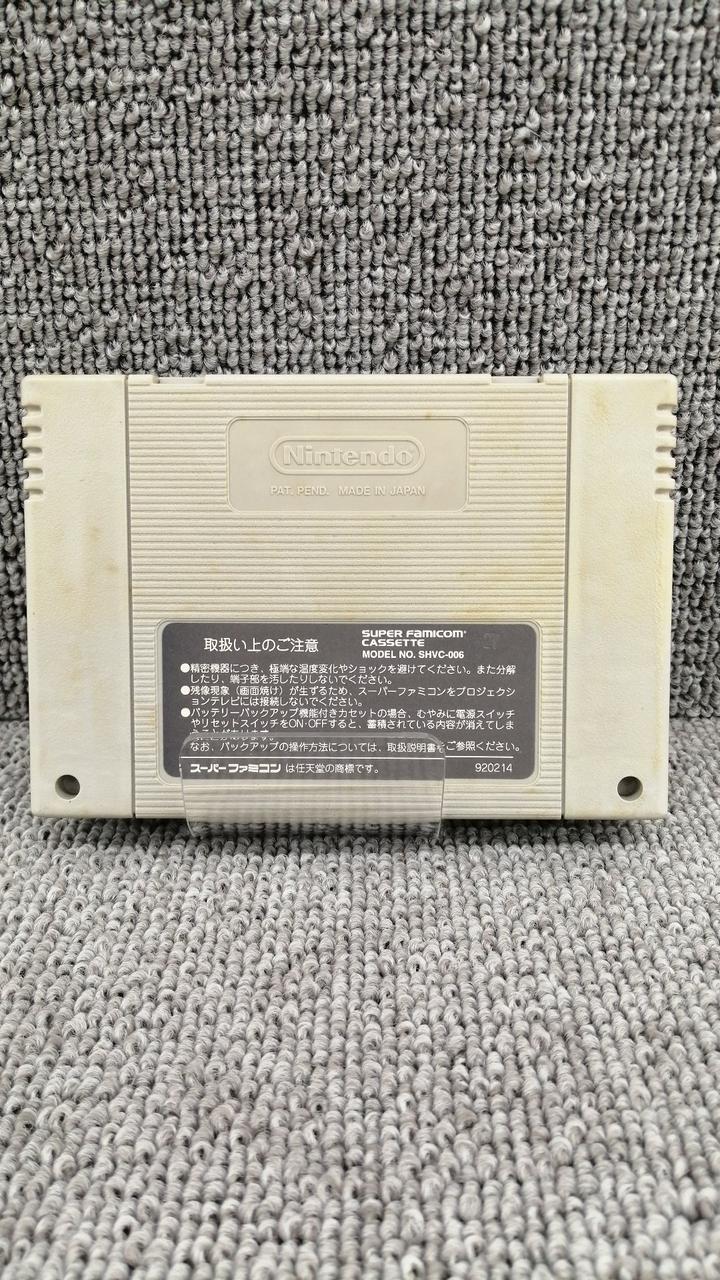 Nintendo®
PAT. PEND. MADE IN JAPAN
取扱い上のご注意
SUPER FAMICOM®
CASSETTE
MODEL NO. SHVC-006
●精密機器につき、極端な温度変化やショックを避けてください。また分解
したり、端子部を汚したりしないでください。
●残像現象（画面焼け）が生ずるため、スーパーファミコンをプロジェクシ
ョンテレビには接続しないでください。
●バッテリーバックアップ機能付きカセットの場合、むやみに電源スイッチ
やリセットスイッチをON・OFFすると、蓄積されている内容が消えてしま
なお、バックアップの操作方法については、取扱説明書をご参照ください。
スーパーファミコン は任天堂の商標です。
920214